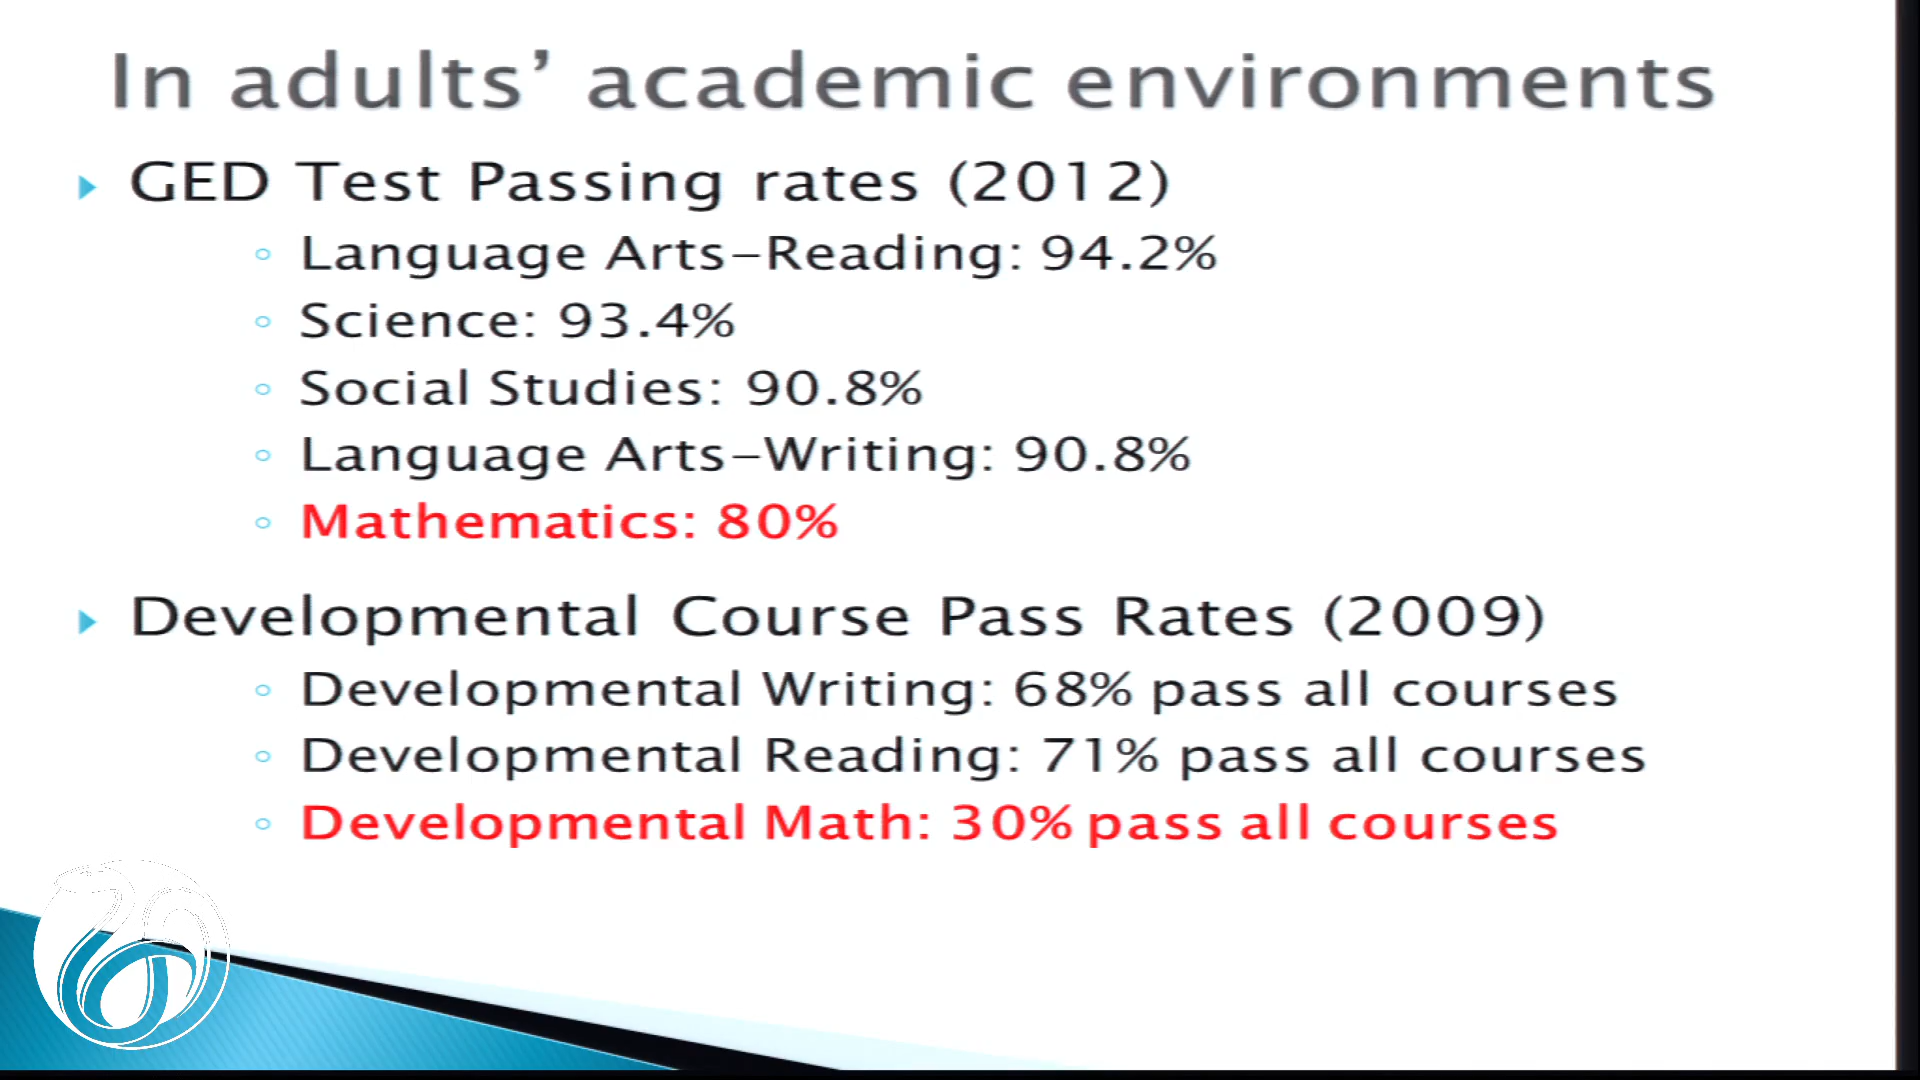 In adults’ academic environments
GED Test Passing rates (2012)
Language Arts–Reading: 94.2%
Science: 93.4%
Social Studies: 90.8%
Language Arts–Writing: 90.8%
Mathematics: 80%
Developmental Course Pass Rates (2009)
Developmental Writing: 68% pass all courses
Developmental Reading: 71% pass all courses
Developmental Math: 30% pass all courses